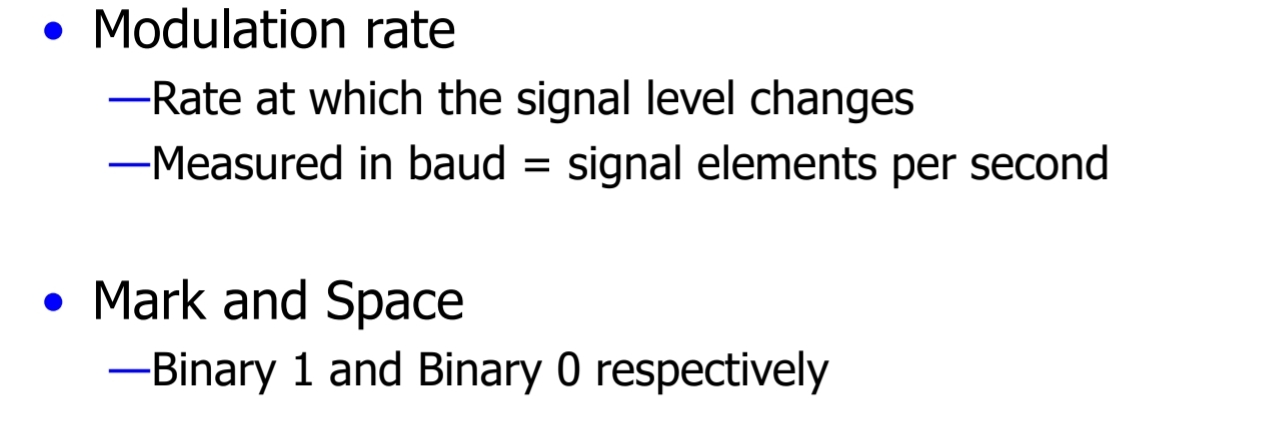 • Modulation rate
—Rate at which the signal level changes
—Measured in baud = signal elements per second
• Mark and Space
—Binary 1 and Binary 0 respectively